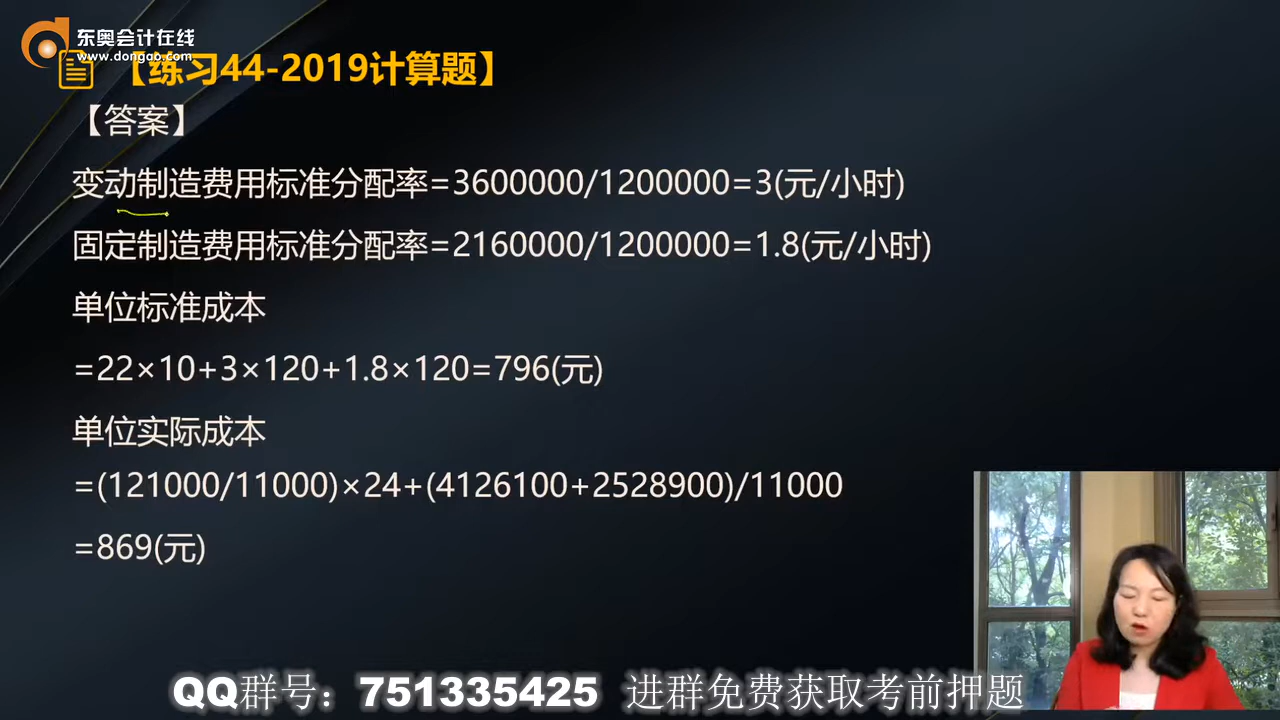 东奥会计在线
www.dongao.com
【练习44-2019计算题】
【答案】
变动制造费用标准分配率=3600000/1200000=3(元/小时)
固定制造费用标准分配率=2160000/1200000=1.8(元/小时)
单位标准成本
=22×10+3×120+1.8×120=796(元)
单位实际成本
=(121000/11000)×24+(4126100+2528900)/11000
=869(元)
QQ群号：751335425 进群免费获取考前押题